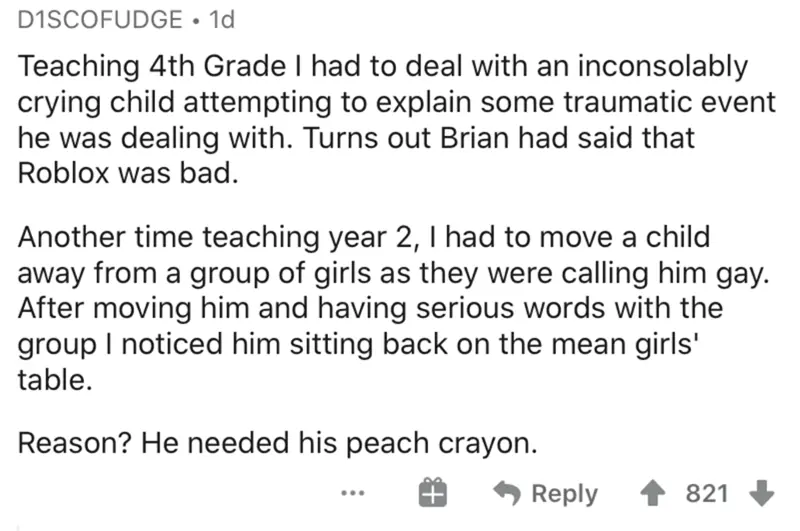 D1SCOFUDGE • 1d
Teaching 4th Grade I had to deal with an inconsolably
crying child attempting to explain some traumatic event
he was dealing with. Turns out Brian had said that
Roblox was bad.
Another time teaching year 2, I had to move a child
away from a group of girls as they were calling him gay.
After moving him and having serious words with the
group I noticed him sitting back on the mean girls'
table.
Reason? He needed his peach crayon.
... Reply 821